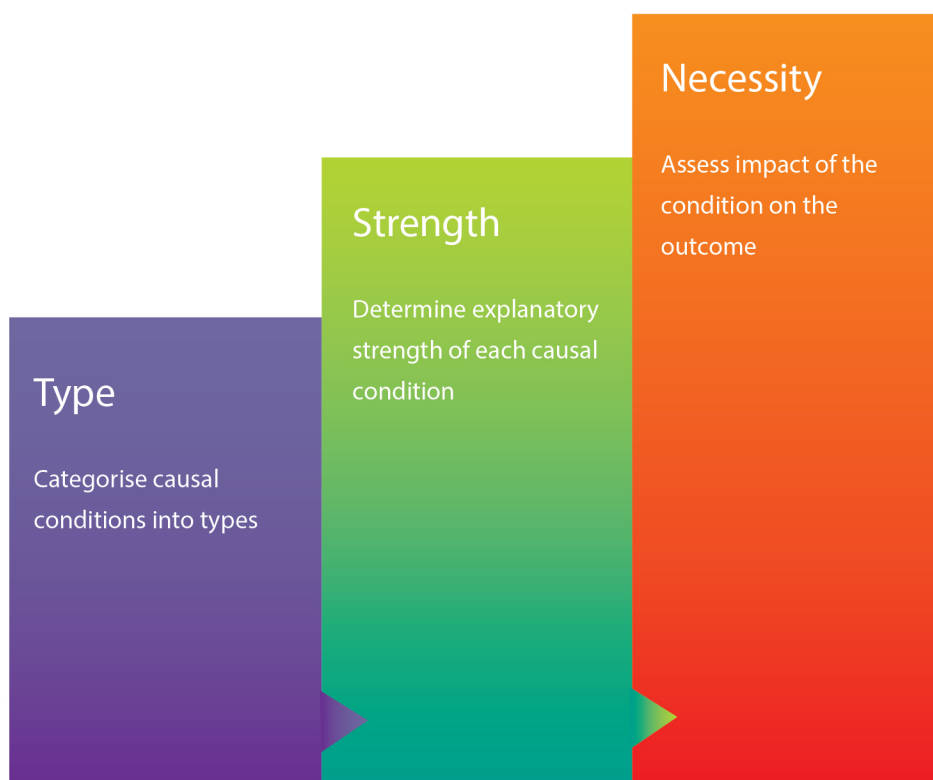 Type
Categorise causal
conditions into types
Strength
Determine explanatory
strength of each causal
condition
Necessity
Assess impact of the
condition on the
outcome